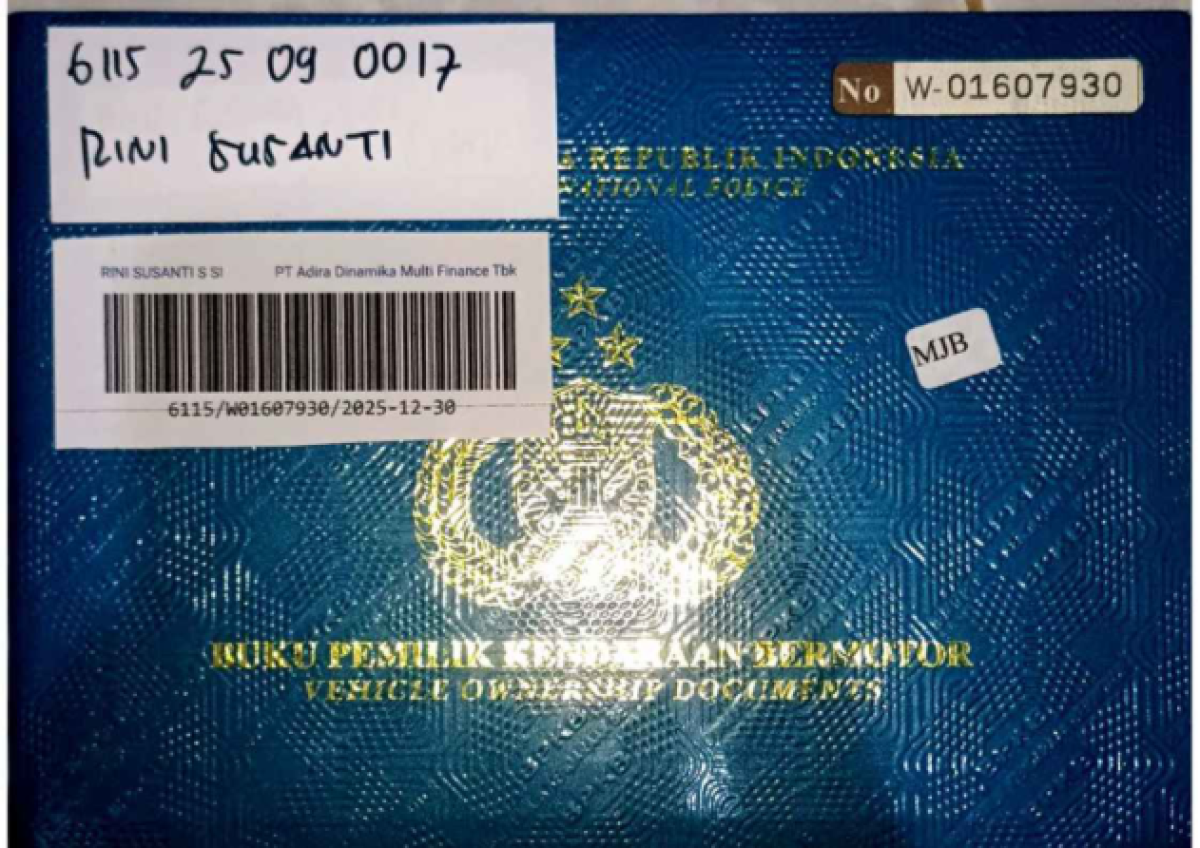 6115 25 09 0017
RINI SUSANTI
No W-01607930
REPUBLIK INDONESIA
NATIONAL POLICE
RINI SUSANTI S SI PT Adira Dinamika Multi Finance Tbk
6115/W01607930/2025-12-30
MJB
BUKU PEMILIK KENDARAAN BERMOTOR
VEHICLE OWNERSHIP DOCUMENTS